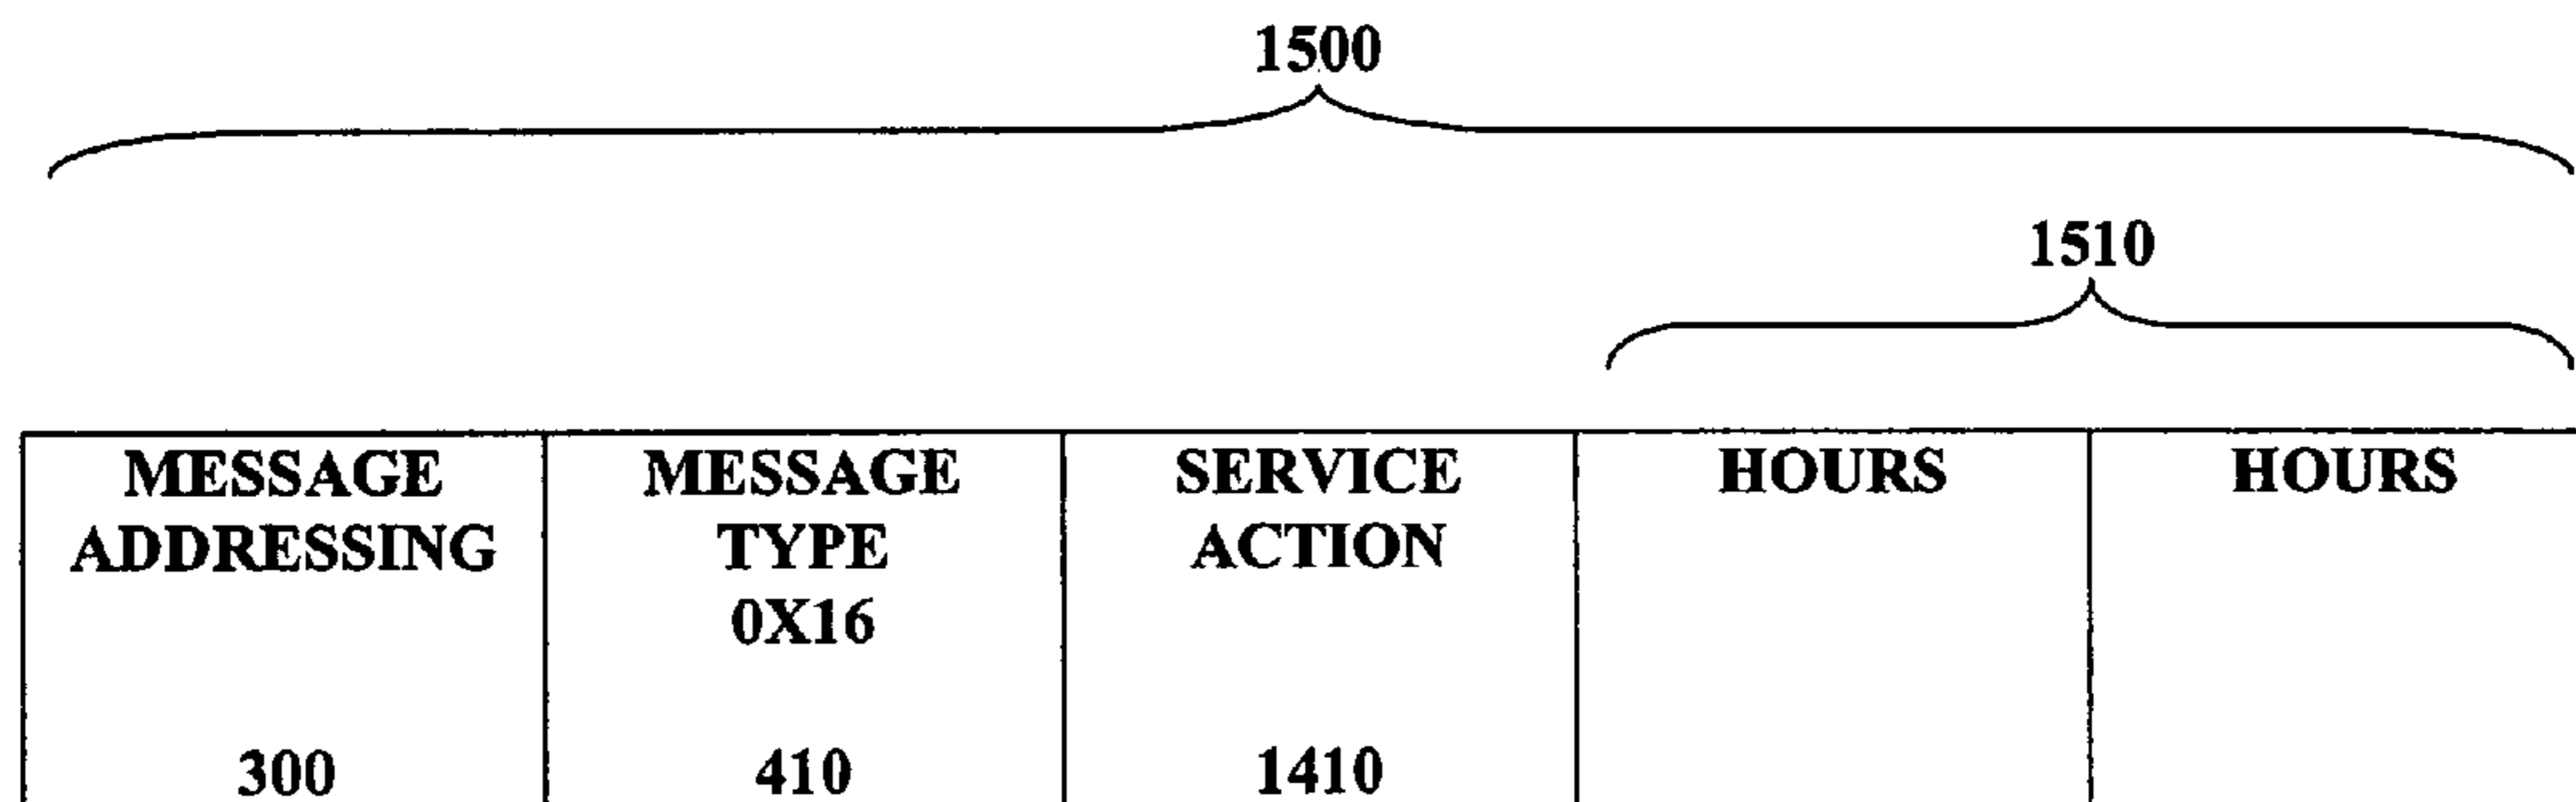 1500
1510
MESSAGE ADDRESSING
MESSAGE TYPE 0X16
SERVICE ACTION
HOURS
HOURS
300
410
1410